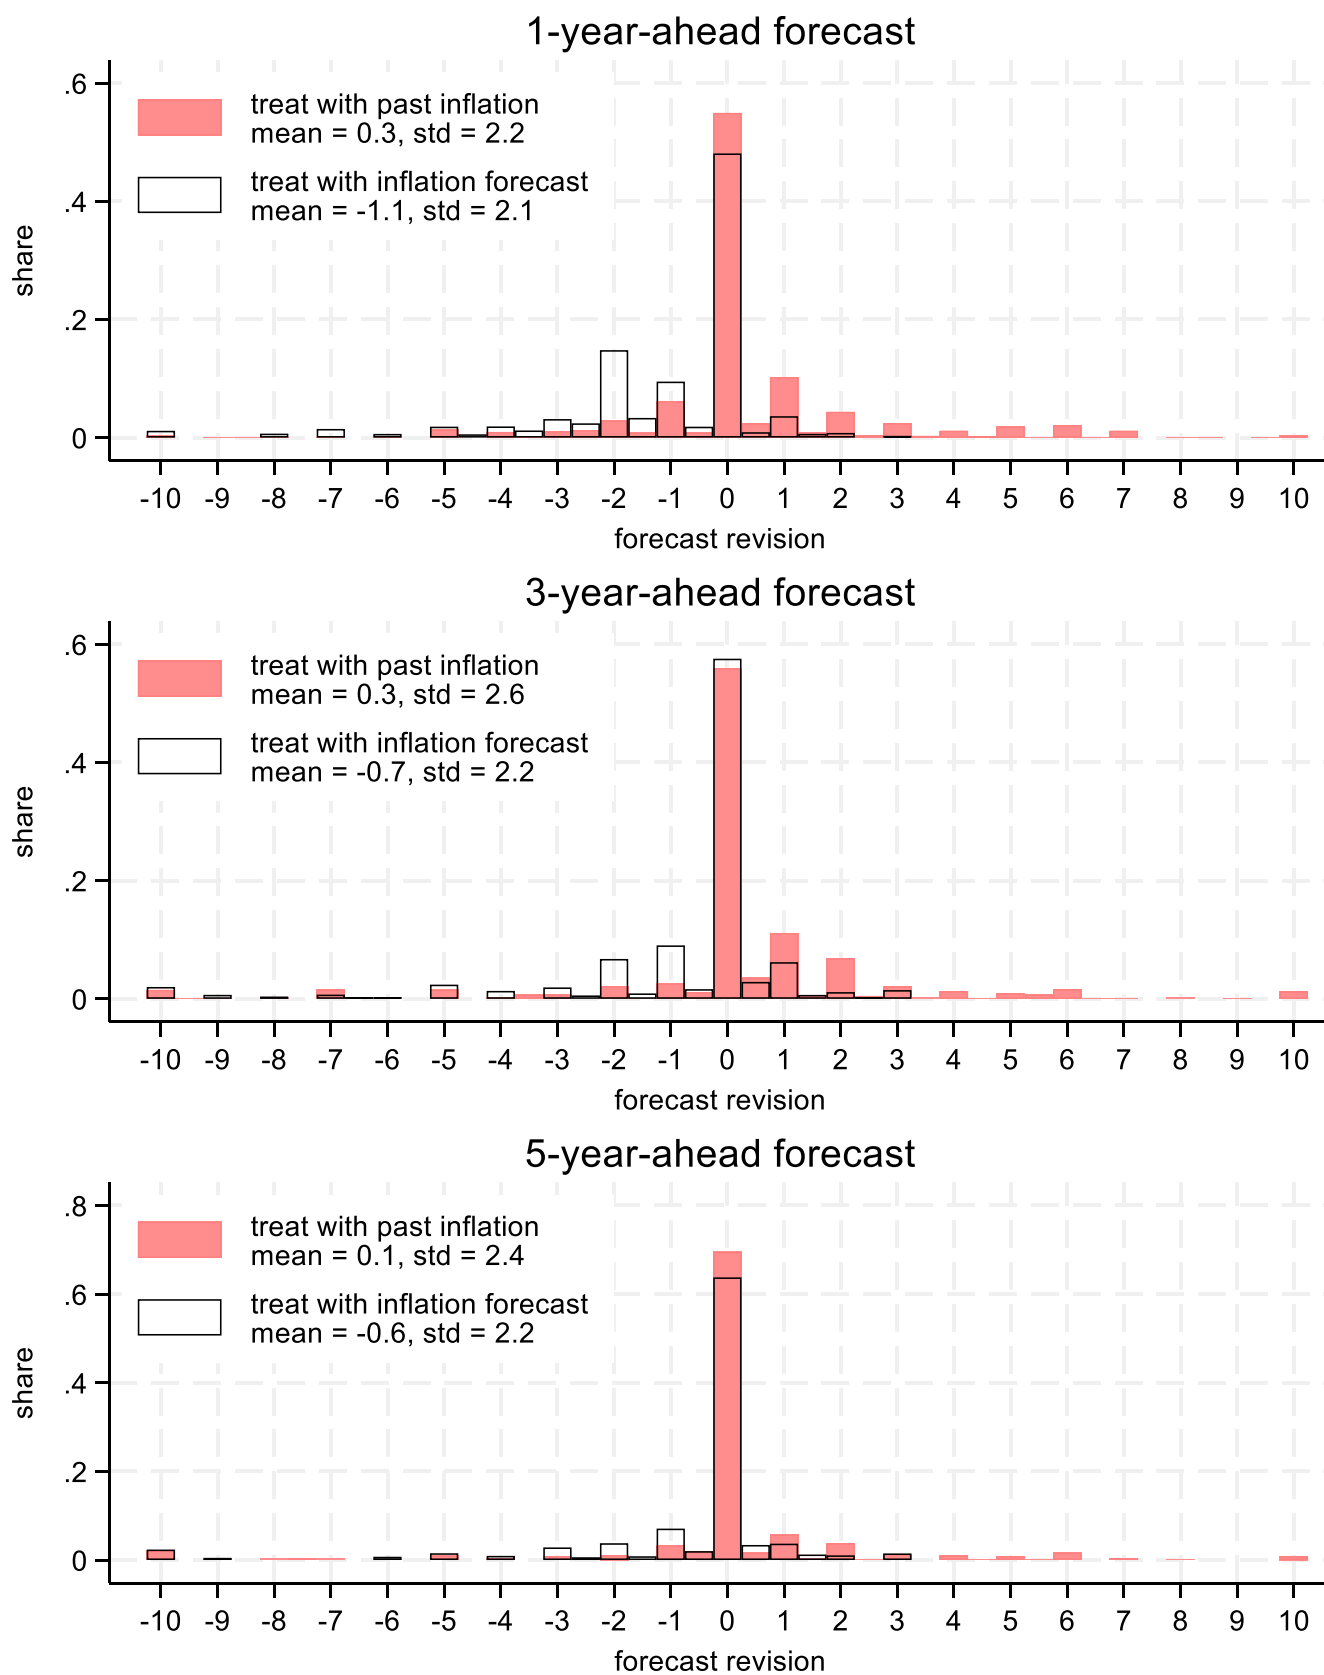 1-year-ahead forecast
.6
.4
.2
0
share
treat with past inflation
mean = 0.3, std = 2.2
treat with inflation forecast
mean = -1.1, std = 2.1
-10 -9 -8 -7 -6 -5 -4 -3 -2 -1 0 1 2 3 4 5 6 7 8 9 10
forecast revision
3-year-ahead forecast
.6
.4
.2
0
share
treat with past inflation
mean = 0.3, std = 2.6
treat with inflation forecast
mean = -0.7, std = 2.2
-10 -9 -8 -7 -6 -5 -4 -3 -2 -1 0 1 2 3 4 5 6 7 8 9 10
forecast revision
5-year-ahead forecast
.8
.6
.4
.2
0
share
treat with past inflation
mean = 0.1, std = 2.4
treat with inflation forecast
mean = -0.6, std = 2.2
-10 -9 -8 -7 -6 -5 -4 -3 -2 -1 0 1 2 3 4 5 6 7 8 9 10
forecast revision